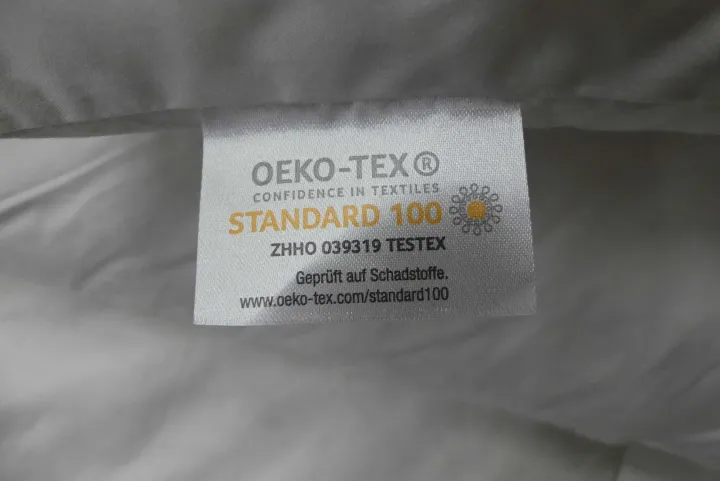 OEKO-TEX®
CONFIDENCE IN TEXTILES
STANDARD 100
ZHHO 039319 TESTEX
Geprüft auf Schadstoffe.
www.oeko-tex.com/standard100